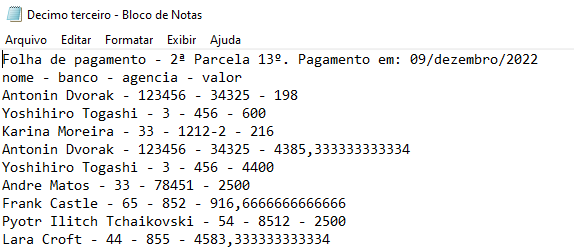 Decimo terceiro - Bloco de Notas
Arquivo Editar Formatar Exibir Ajuda
Folha de pagamento - 2ª Parcela 13º. Pagamento em: 09/dezembro/2022
nome - banco - agencia - valor
Antonin Dvorak - 123456 - 34325 - 198
Yoshihiro Togashi - 3 - 456 - 600
Karina Moreira - 33 - 1212-2 - 216
Antonin Dvorak - 123456 - 34325 - 4385,333333333334
Yoshihiro Togashi - 3 - 456 - 4400
Andre Matos - 33 - 78451 - 2500
Frank Castle - 65 - 852 - 916,6666666666666
Pyotr Ilitch Tchaikovski - 54 - 8512 - 2500
Lara Croft - 44 - 855 - 4583,333333333334